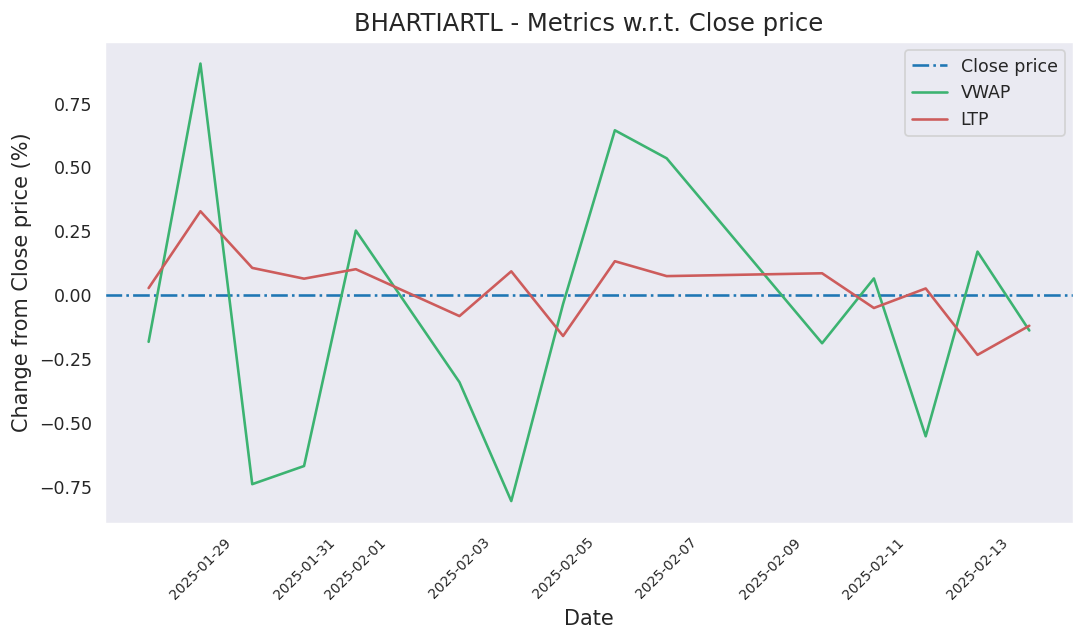 BHARTIARTL - Metrics w.r.t. Close price
Close price
VWAP
LTP
Change from Close price (%)
0.75
0.50
0.25
0.00
−0.25
−0.50
−0.75
2025-01-29
2025-01-31
2025-02-01
2025-02-03
2025-02-05
2025-02-07
2025-02-09
2025-02-11
2025-02-13
Date